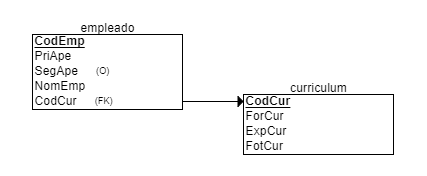 empleado
CodEmp
PriApe
SegApe (O)
NomEmp
CodCur (FK)
curriculum
CodCur
ForCur
ExpCur
FotCur